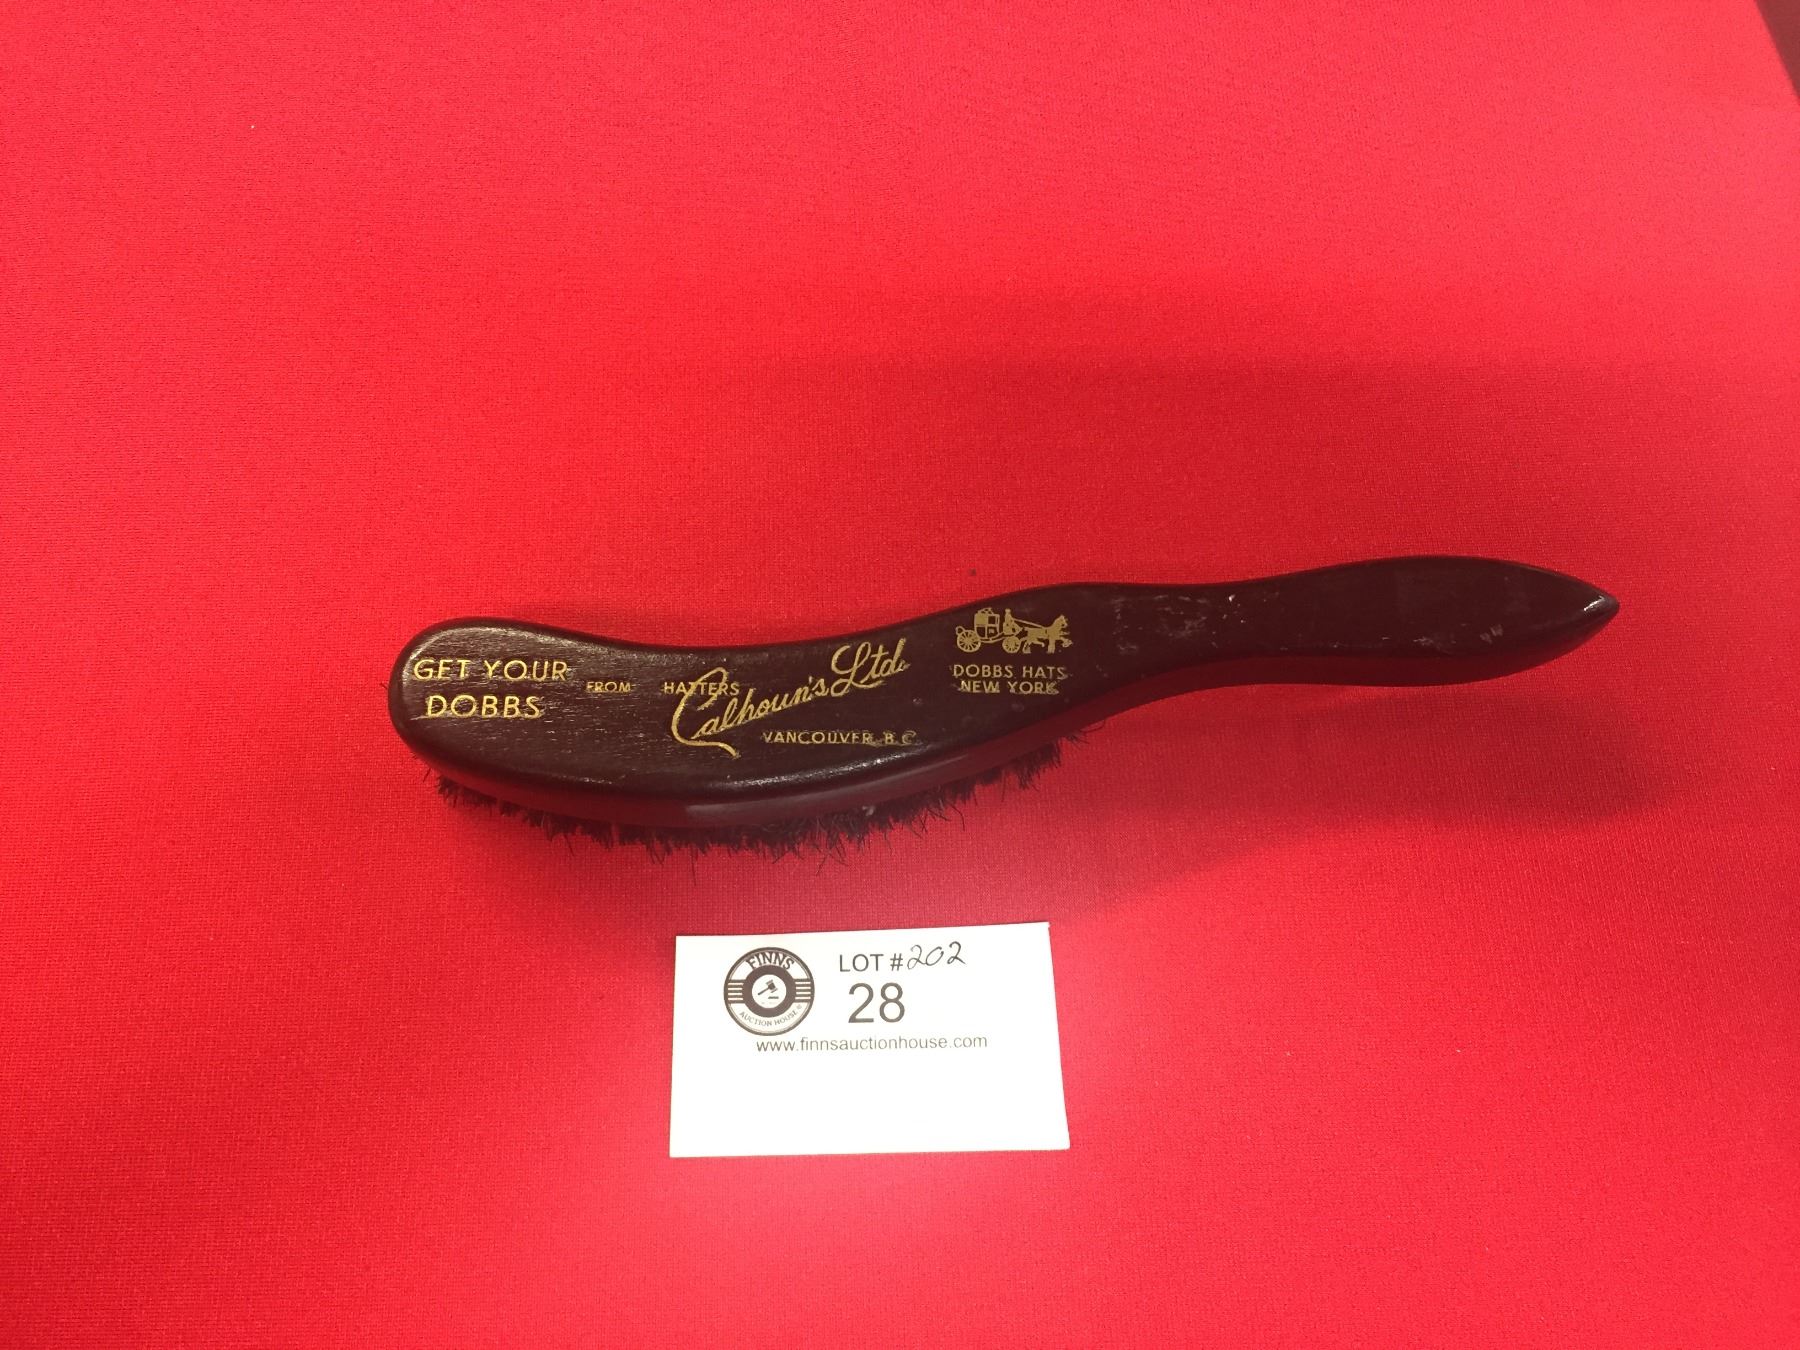 GET YOUR
DOBBS
FROM
HATTERS
Calhoun's Ltd.
VANCOUVER B.C.
DOBBS HATS
NEW YORK
FINNS
AUCTION HOUSE
LOT #202
28
www.finnsauctionhouse.com